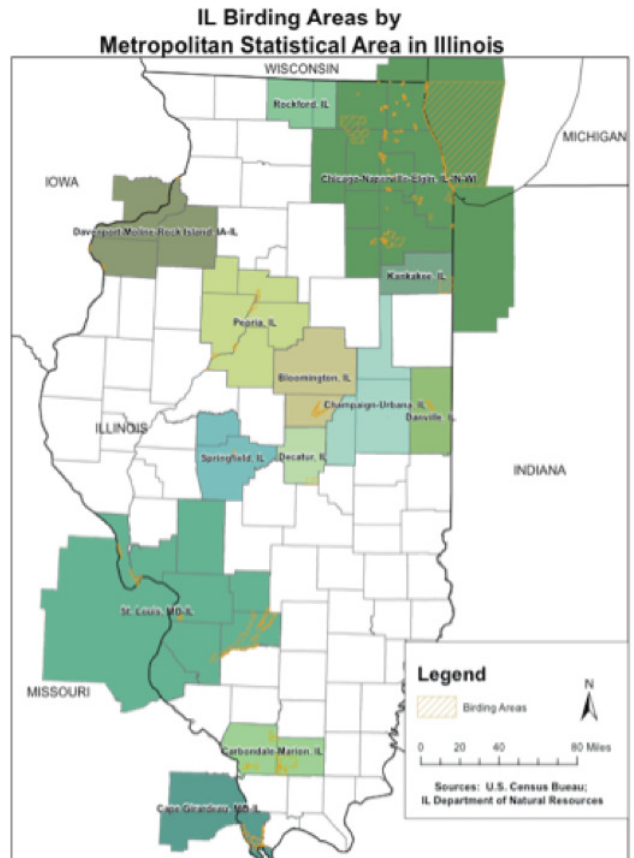 IL Birding Areas by
Metropolitan Statistical Area in Illinois
WISCONSIN
Rockford, IL
MICHIGAN
IOWA
Chicago-Naperville-Elgin, IL-IN-WI
Davenport-Moline-Rock Island, IA-IL
Kankakee, IL
Peoria, IL
Bloomington, IL
Champaign-Urbana, IL
Danville, IL
ILLINOIS
Springfield, IL
Decatur, IL
INDIANA
St. Louis, MO-IL
MISSOURI
Legend
N
Birding Areas
0 20 40 80 Miles
Carbondale-Marion, IL
Sources: U.S. Census Bueau;
IL Department of Natural Resources
Cape Girardeau, MO-IL